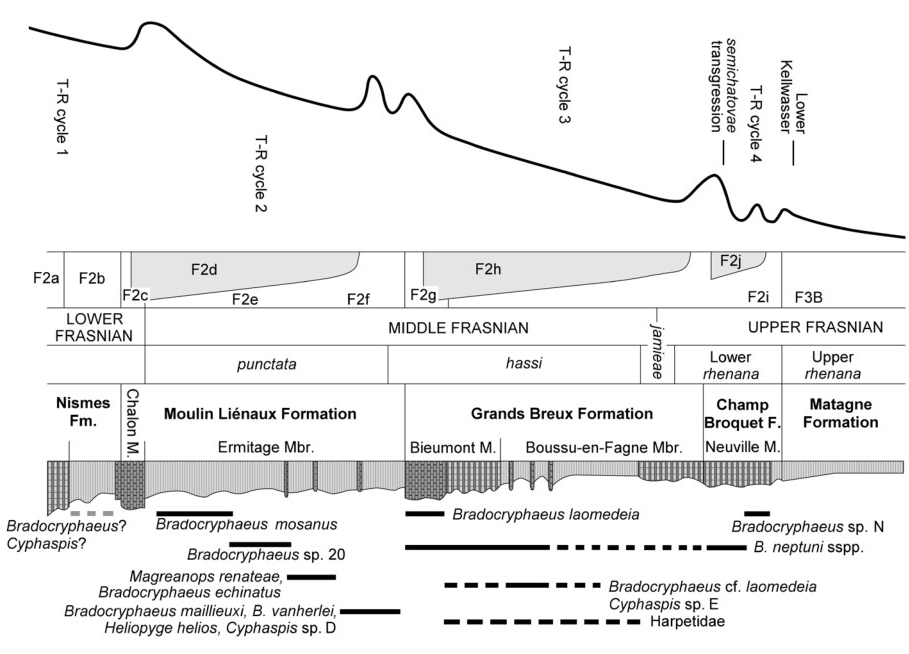 T-R cycle 1
T-R cycle 2
T-R cycle 3
semichatovae
transgression
T-R cycle 4
Lower
Kellwasser
F2a
F2b
F2c
F2d
F2e
F2f
F2g
F2h
F2j
F2i
F3B
LOWER
FRASNIAN
MIDDLE FRASNIAN
UPPER FRASNIAN
punctata
hassi
jamieae
Lower
rhenana
Upper
rhenana
Nismes
Fm.
Chalon M.
Moulin Liénaux Formation
Ermitage Mbr.
Grands Breux Formation
Bieumont M.
Boussu-en-Fagne Mbr.
Champ
Broquet F.
Neuville M.
Matagne
Formation
Bradocryphaeus?
Cyphaspis?
Bradocryphaeus mosanus
Bradocryphaeus laomedeia
Bradocryphaeus sp. N
Bradocryphaeus sp. 20
B. neptuni sspp.
Magreanops renateae,
Bradocryphaeus echinatus
Bradocryphaeus cf. laomedeia
Cyphaspis sp. E
Bradocryphaeus maillieuxi, B. vanherlei,
Heliopyge helios, Cyphaspis sp. D
Harpetidae